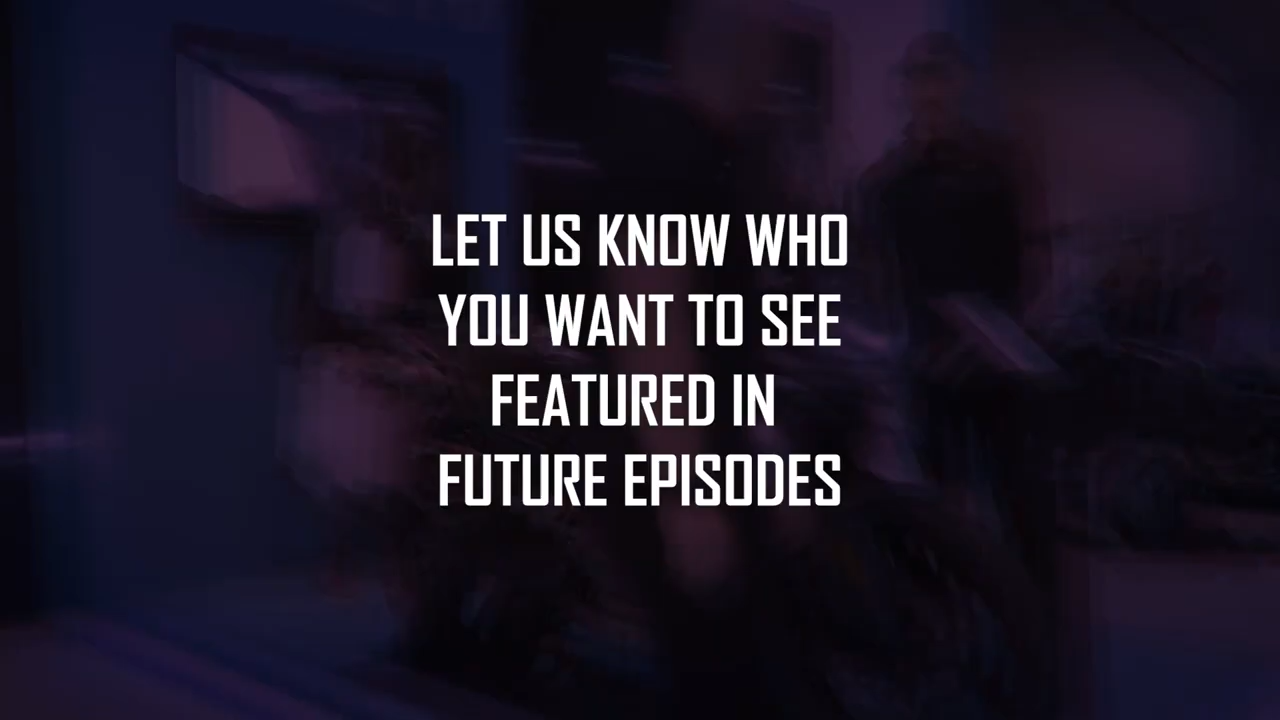 LET US KNOW WHO
YOU WANT TO SEE
FEATURED IN
FUTURE EPISODES